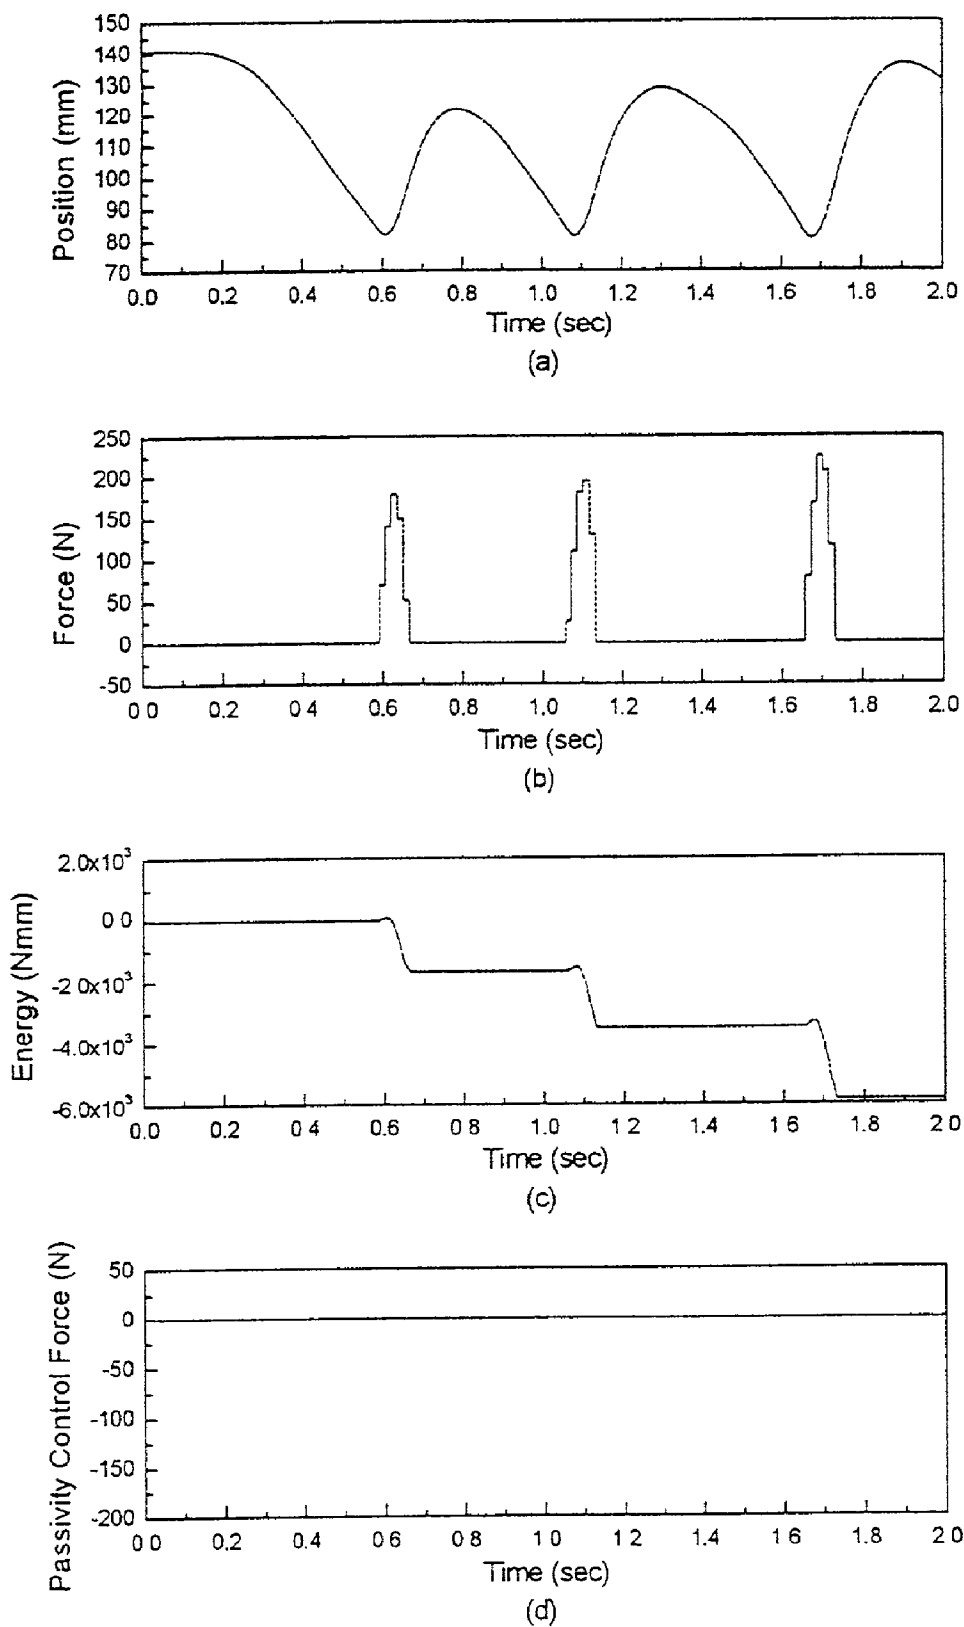 150
140
130
120
110
100
90
80
70
Position (mm)
0.0 0.2 0.4 0.6 0.8 1.0 1.2 1.4 1.6 1.8 2.0
Time (sec)
(a)
250
200
150
100
50
0
-50
Force (N)
0 0 0 2 0 4 0.6 0.8 1.0 1.2 1.4 1.6 1.8 2.0
Time (sec)
(b)
2.0x10³
0 0
-2.0x10³
-4.0x10³
-6.0x10³
Energy (Nmm)
0.0 0.2 0.4 0.6 0 8 1.0 1 2 1.4 1.6 1 8 2 0
Time (sec)
(c)
50
0
-50
-100
-150
-200
Passivity Control Force (N)
0 0 0 2 0 4 0 6 0 8 1 0 1 2 1 4 1 6 1 8 2 0
Time (sec)
(d)